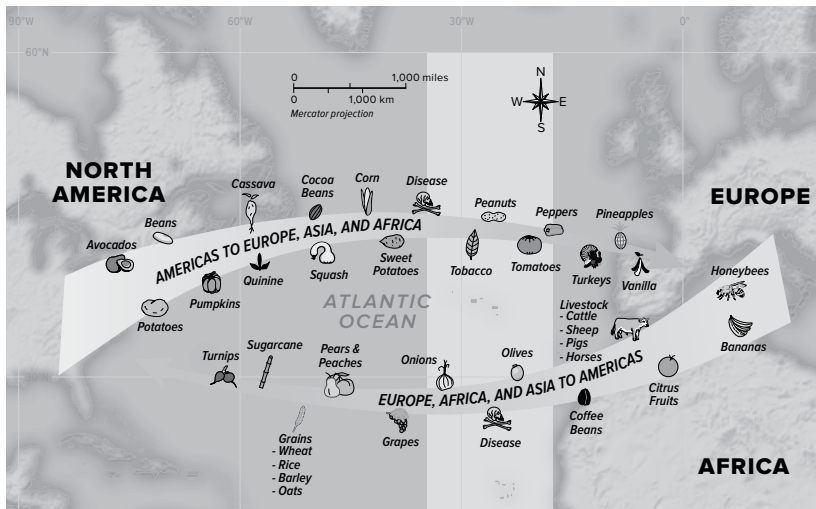 90°W
60°W
30°W
0°
60°N
0
1,000 miles
0
1,000 km
Mercator projection
N
W
E
S
NORTH
AMERICA
EUROPE
AFRICA
ATLANTIC
OCEAN
AMERICAS TO EUROPE, ASIA, AND AFRICA
Avocados
Beans
Cassava
Cocoa
Beans
Corn
Disease
Peanuts
Peppers
Pineapples
Potatoes
Pumpkins
Quinine
Squash
Sweet
Potatoes
Tobacco
Tomatoes
Turkeys
Vanilla
EUROPE, AFRICA, AND ASIA TO AMERICAS
Turnips
Sugarcane
Pears &
Peaches
Onions
Olives
Livestock
- Cattle
- Sheep
- Pigs
- Horses
Honeybees
Bananas
Citrus
Fruits
Coffee
Beans
Disease
Grapes
Grains
- Wheat
- Rice
- Barley
- Oats